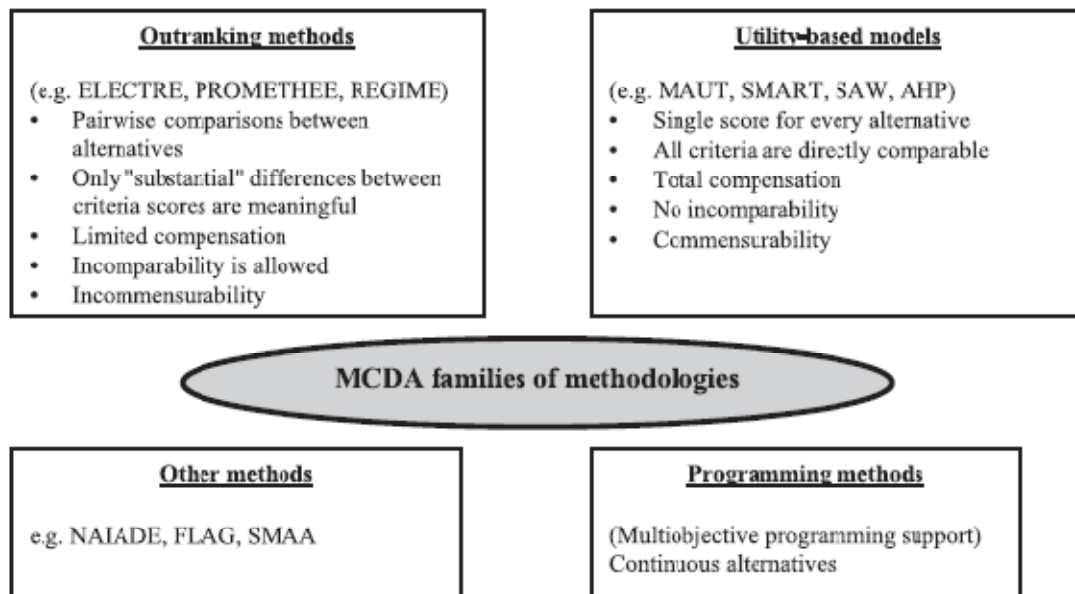 Outranking methods
(e.g. ELECTRE, PROMETHEE, REGIME)
• Pairwise comparisons between
alternatives
• Only "substantial" differences between
criteria scores are meaningful
• Limited compensation
• Incomparability is allowed
• Incommensurability
Utility-based models
(e.g. MAUT, SMART, SAW, AHP)
• Single score for every alternative
• All criteria are directly comparable
• Total compensation
• No incomparability
• Commensurability
MCDA families of methodologies
Other methods
e.g. NAIADE, FLAG, SMAA
Programming methods
(Multiobjective programming support)
Continuous alternatives